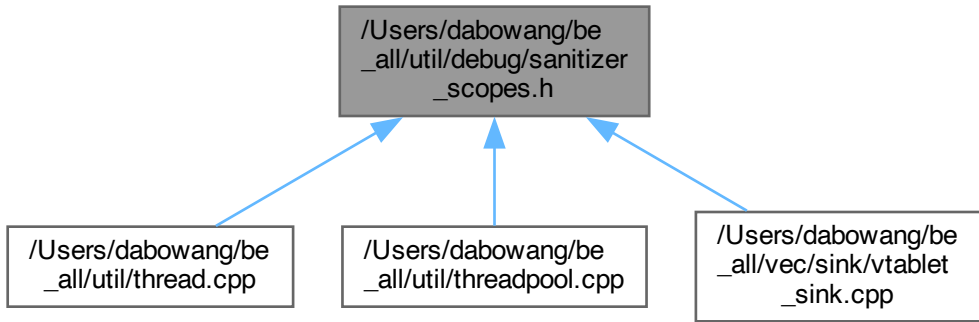 /Users/dabowang/be
_all/util/debug/sanitizer
_scopes.h
/Users/dabowang/be
_all/util/thread.cpp
/Users/dabowang/be
_all/util/threadpool.cpp
/Users/dabowang/be
_all/vec/sink/vtablet
_sink.cpp